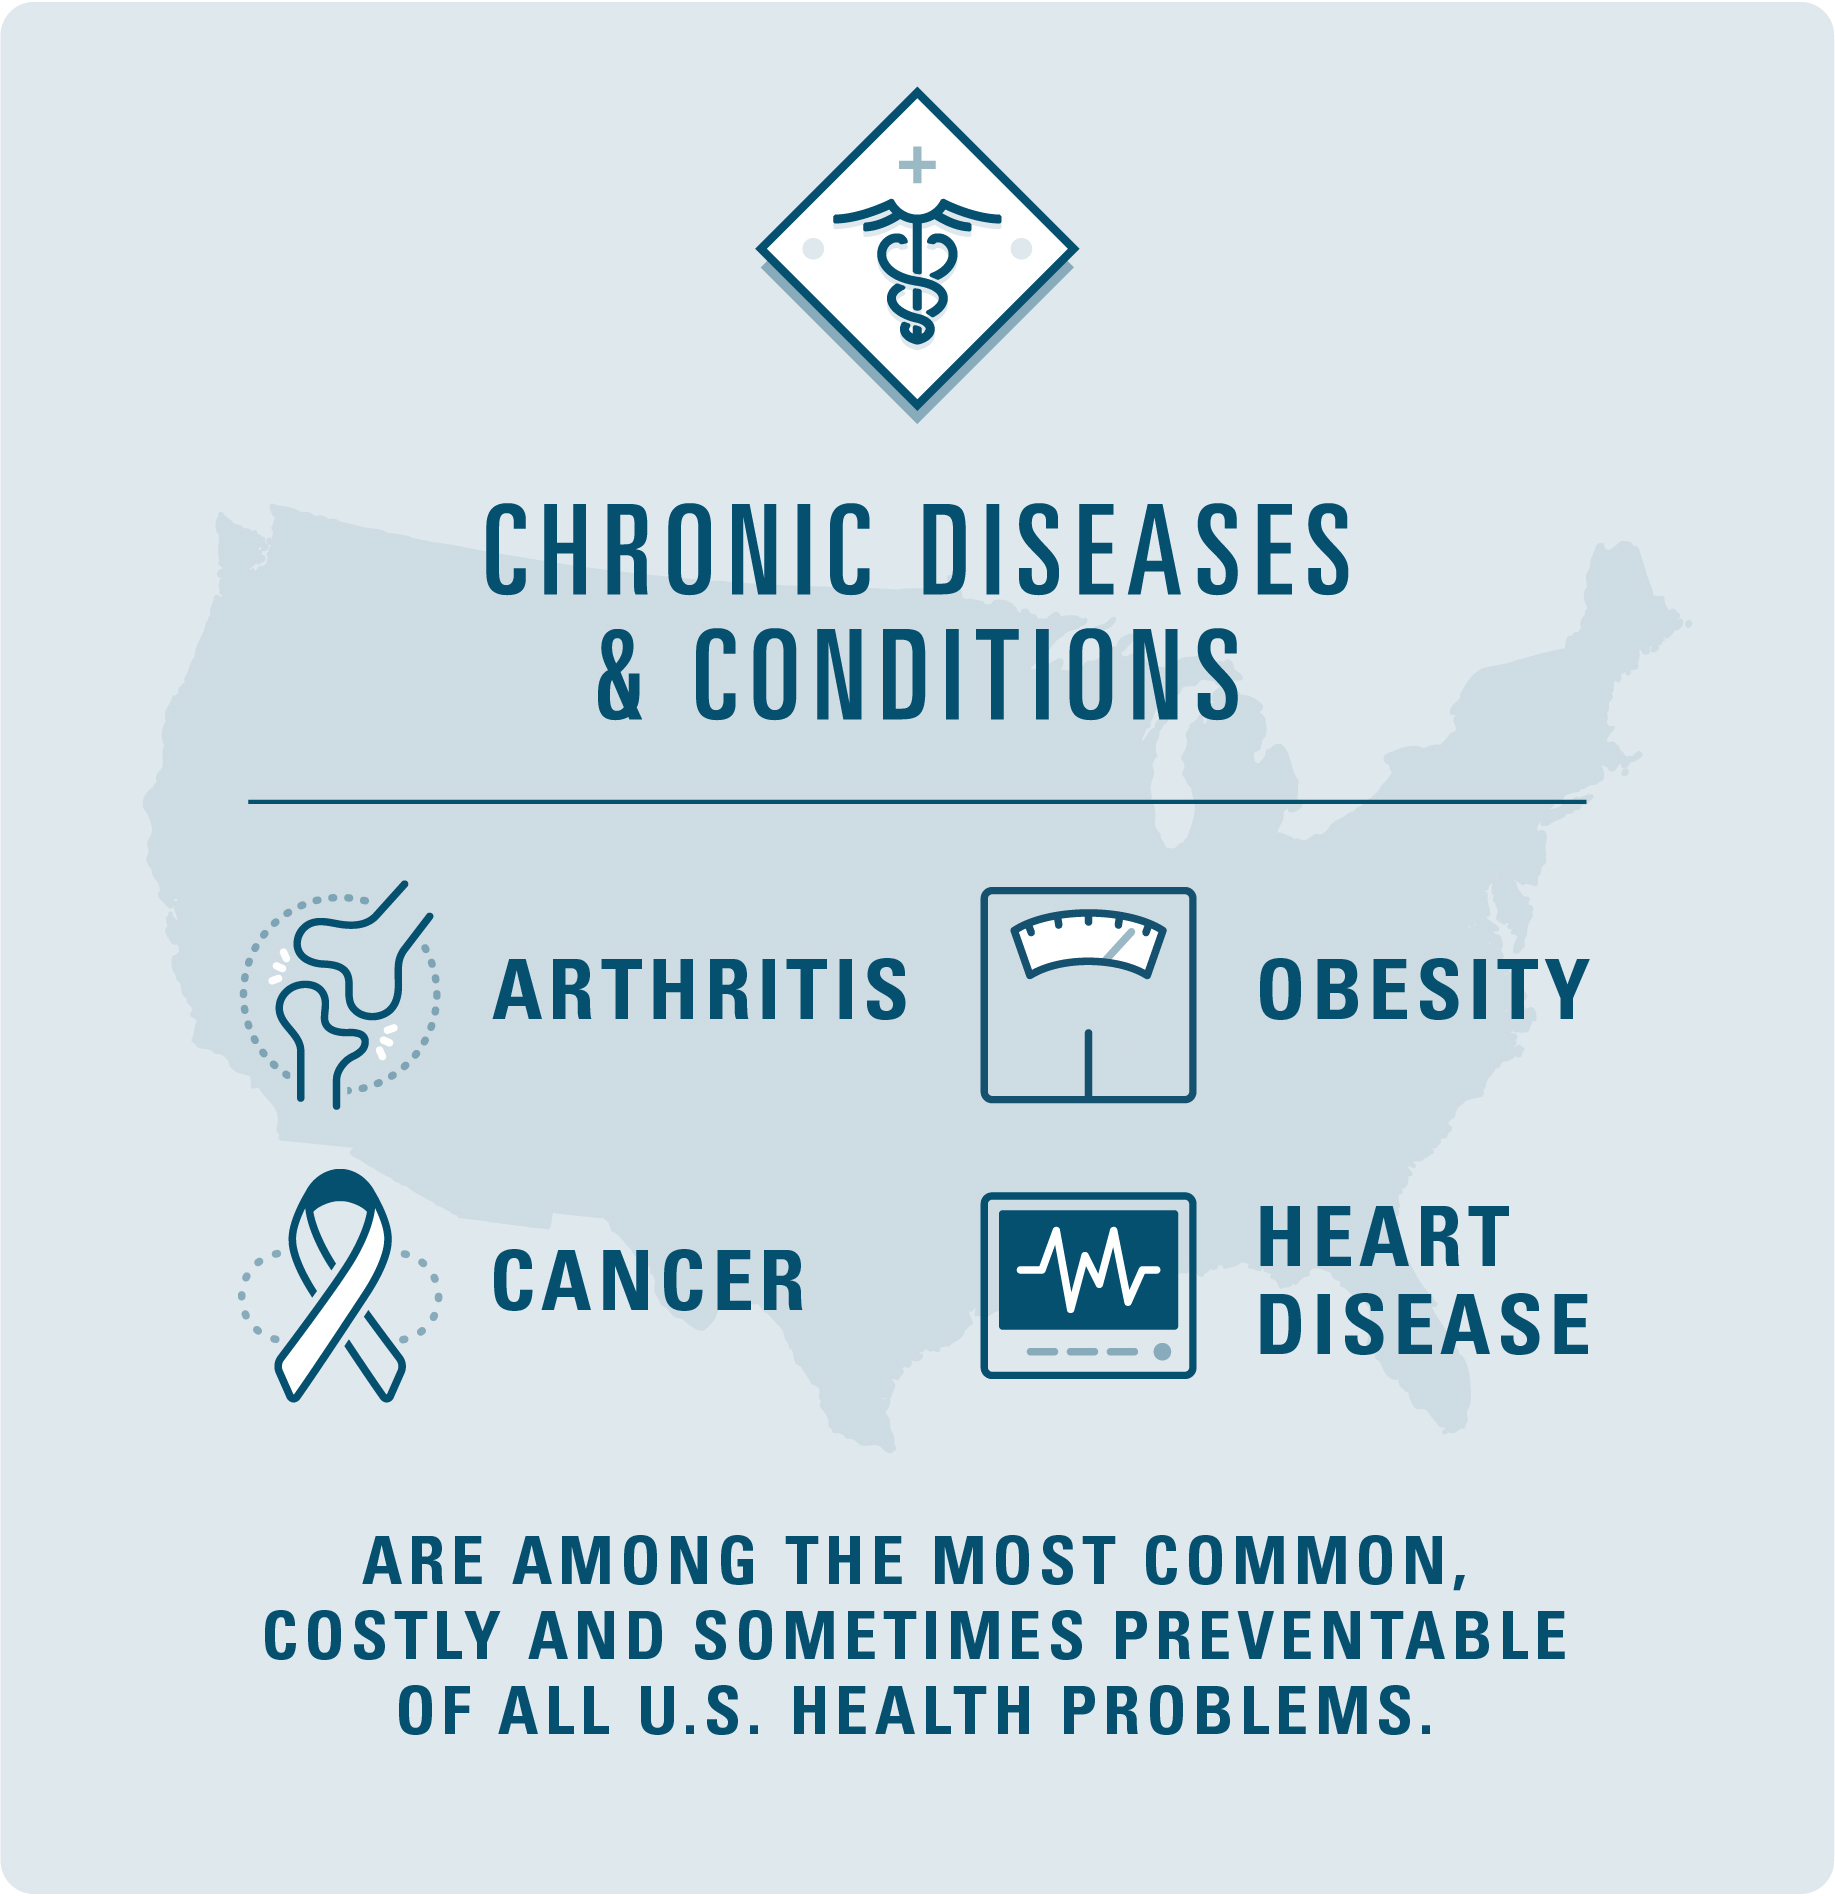 CHRONIC DISEASES
& CONDITIONS
ARTHRITIS
OBESITY
CANCER
HEART
DISEASE
ARE AMONG THE MOST COMMON,
COSTLY AND SOMETIMES PREVENTABLE
OF ALL U.S. HEALTH PROBLEMS.